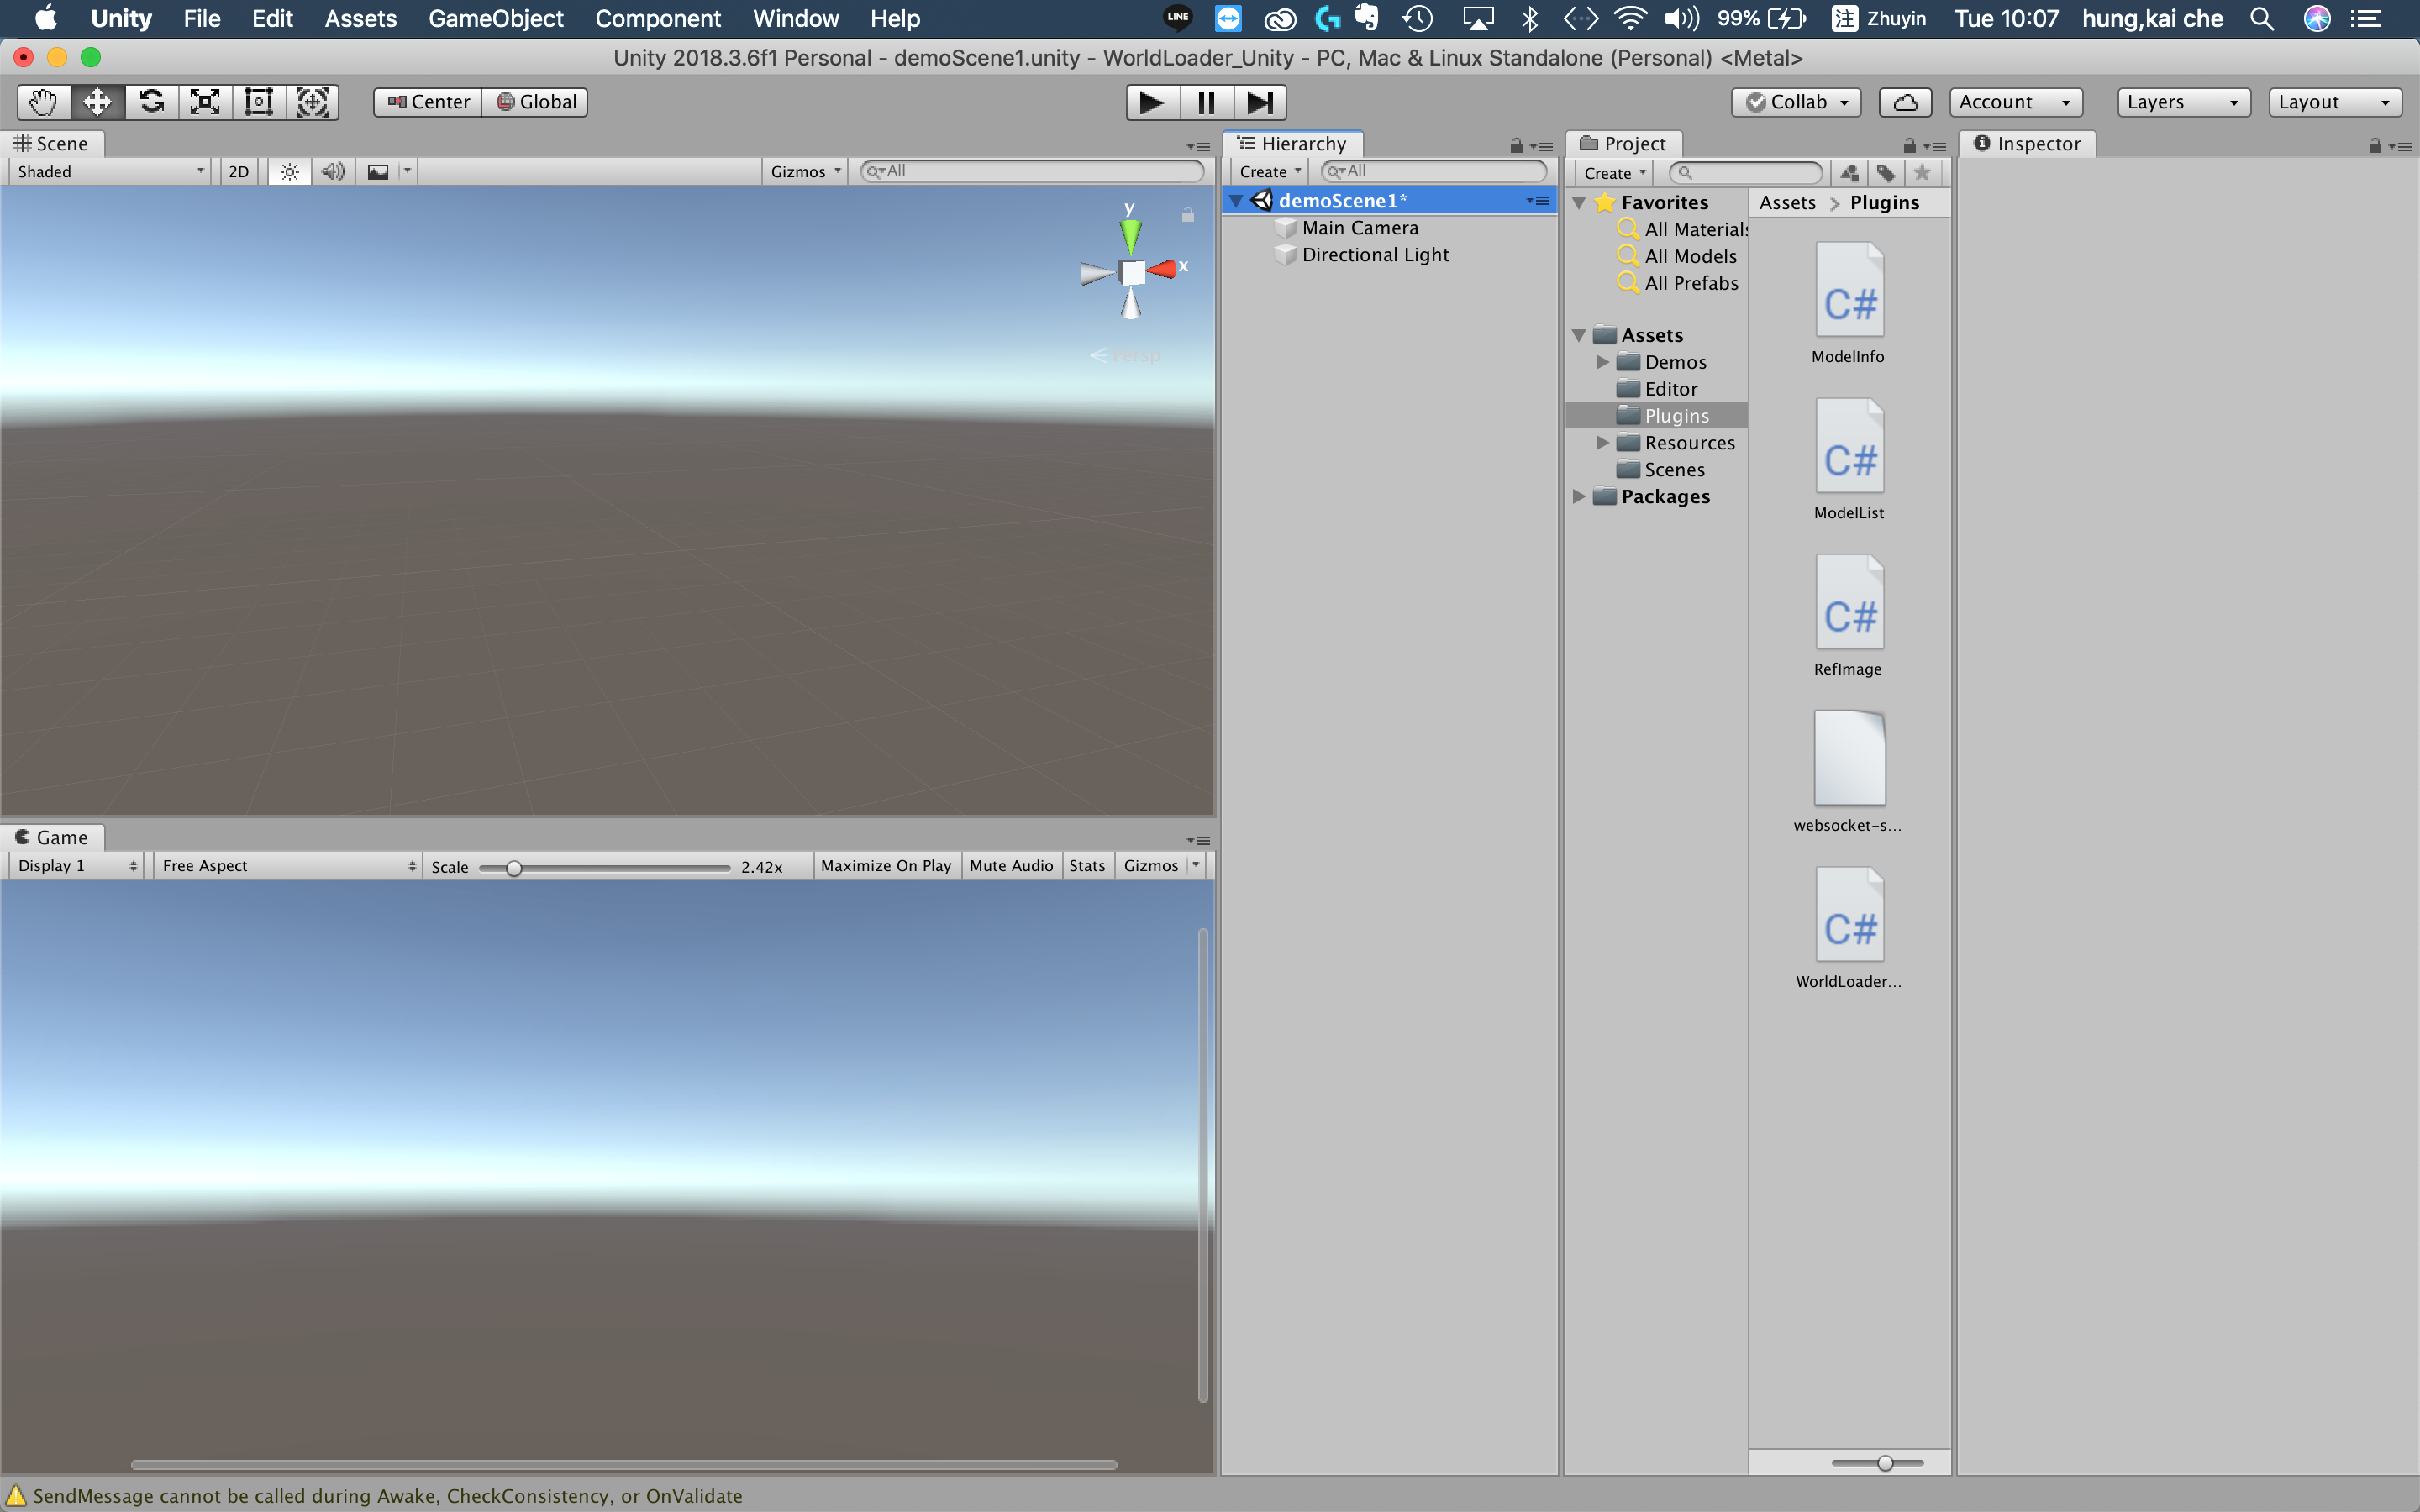 Unity File Edit Assets GameObject Component Window Help LINE 99% 注 Zhuyin Tue 10:07 hung,kai che
Unity 2018.3.6f1 Personal - demoScene1.unity - WorldLoader_Unity - PC, Mac & Linux Standalone (Personal) <Metal>
Center Global Collab Account Layers Layout
Scene
Shaded 2D Gizmos All
y
x
Persp
Game
Display 1 Free Aspect Scale 2.42x Maximize On Play Mute Audio Stats Gizmos
Hierarchy
Create All
demoScene1*
Main Camera
Directional Light
Project
Create
Favorites
All Materials
All Models
All Prefabs
Assets
Demos
Editor
Plugins
Resources
Scenes
Packages
Assets > Plugins
C#
ModelInfo
C#
ModelList
C#
RefImage
websocket-s...
C#
WorldLoader...
Inspector
SendMessage cannot be called during Awake, CheckConsistency, or OnValidate